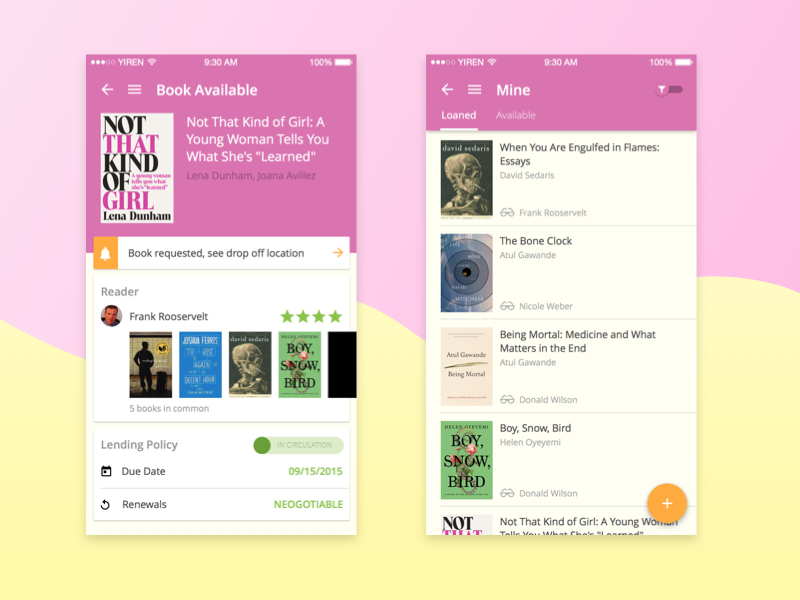 YIREN
9:30 AM
100%
Book Available
NOT
THAT
KIND
OF
A young woman
tells you what
she's "learned"
GIRL
Lena Dunham
Not That Kind of Girl: A
Young Woman Tells You
What She's "Learned"
Lena Dunham, Joana Avillez
Book requested, see drop off location
Reader
Frank Rooservelt
JOSHUA FERRIS
TO RISE
AGAIN
DECENT HOUR
david sedaris
HELEN OYEYEMI
BOY,
SNOW,
BIRD
5 books in common
Lending Policy
IN CIRCULATION
Due Date
09/15/2015
Renewals
NEOGOTIABLE
YIREN
9:30 AM
100%
Mine
Loaned
Available
david sedaris
When You Are Engulfed in Flames:
Essays
David Sedaris
Frank Rooservelt
THE
BONE
CLOCKS
DAVID
MITCHELL
The Bone Clock
Atul Gawande
Nicole Weber
Atul Gawande
Being Mortal
Being Mortal: Medicine and What
Matters in the End
Atul Gawande
Donald Wilson
HELEN OYEYEMI
BOY,
SNOW,
BIRD
Boy, Snow, Bird
Helen Oyeyemi
Donald Wilson
NOT
THAT
Not That Kind of Girl: A Young Woman
Tells You What She's "Learned"